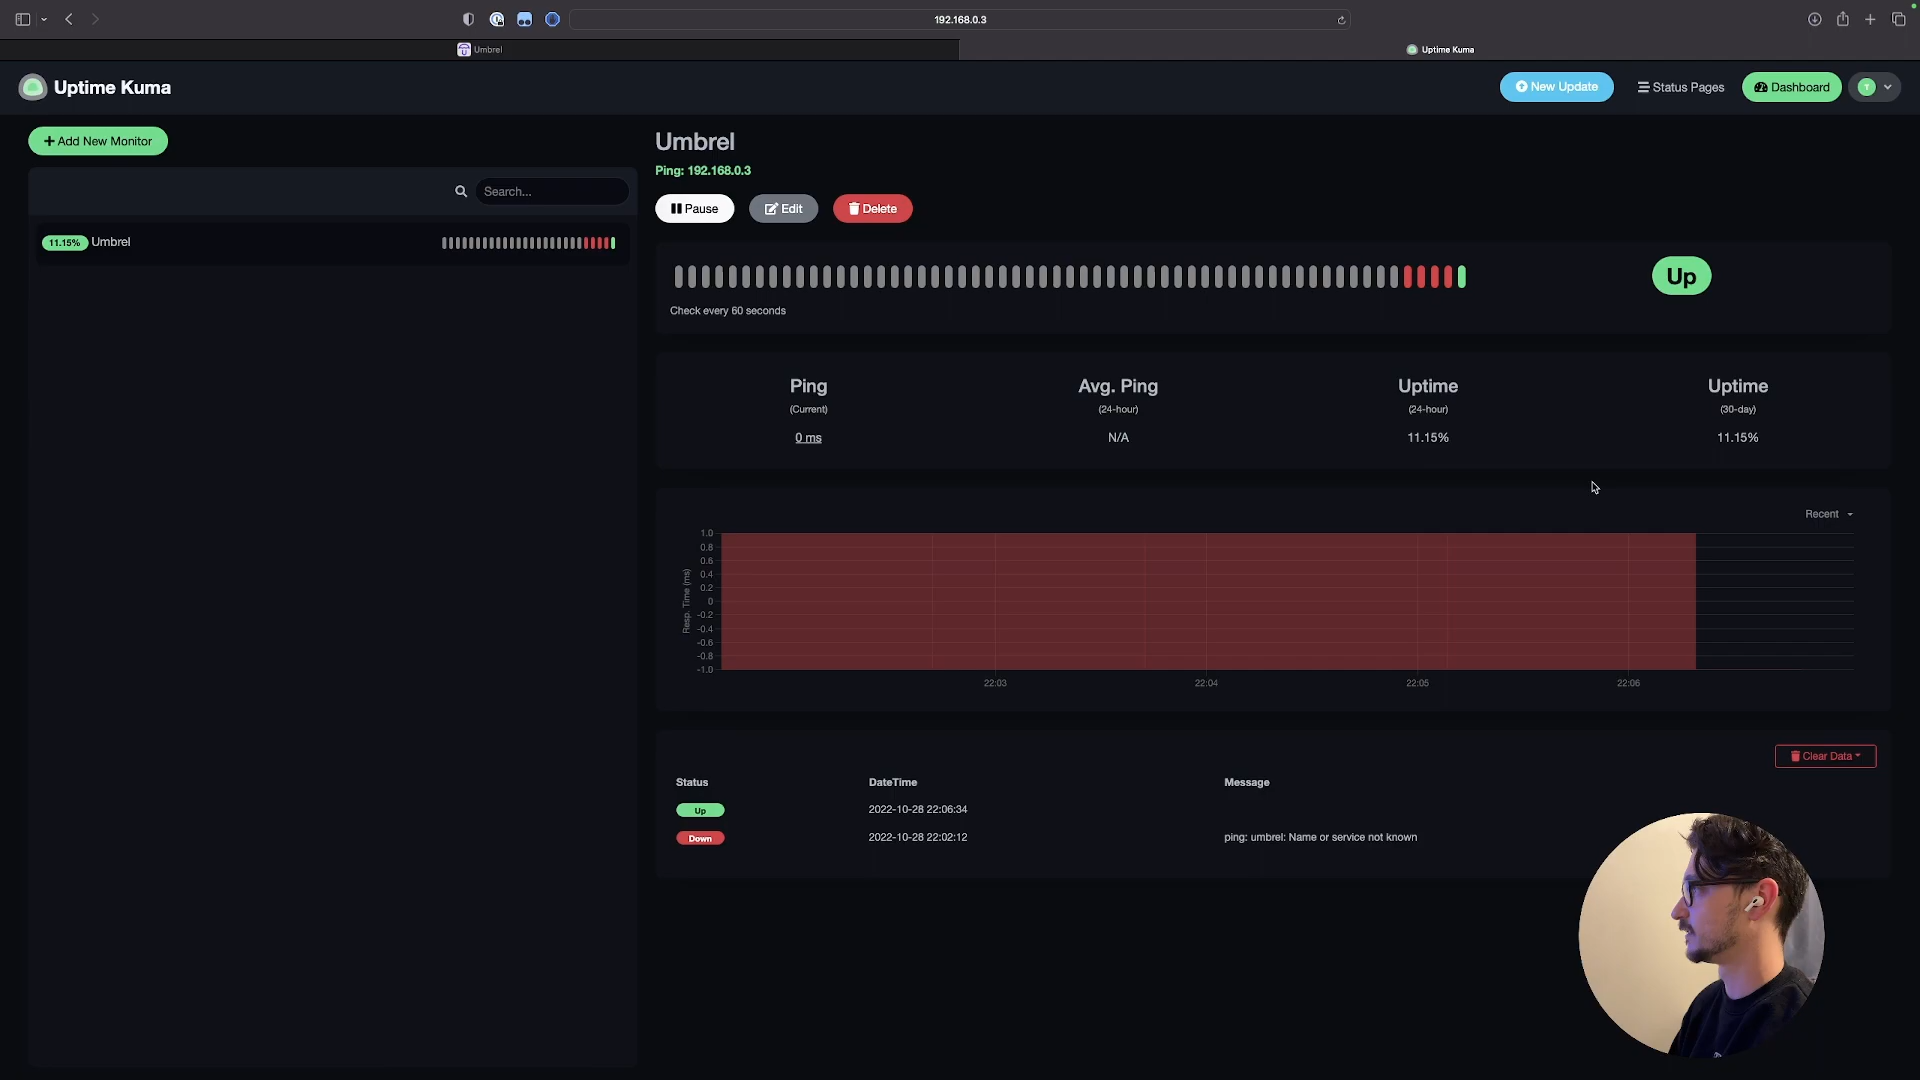 192.168.0.3
Umbrel
Uptime Kuma
Uptime Kuma
New Update
Status Pages
Dashboard
T
Add New Monitor
Search...
11.15%
Umbrel
Umbrel
Ping: 192.168.0.3
Pause
Edit
Delete
Up
Check every 60 seconds
Ping
(Current)
0 ms
Avg. Ping
(24-hour)
N/A
Uptime
(24-hour)
11.15%
Uptime
(30-day)
11.15%
Recent
Resp. Time (ms)
1.0
0.8
0.6
0.4
0.2
0
-0.2
-0.4
-0.6
-0.8
-1.0
22:03
22:04
22:05
22:06
Clear Data
Status DateTime Message
Up 2022-10-28 22:06:34
Down 2022-10-28 22:02:12 ping: umbrel: Name or service not known